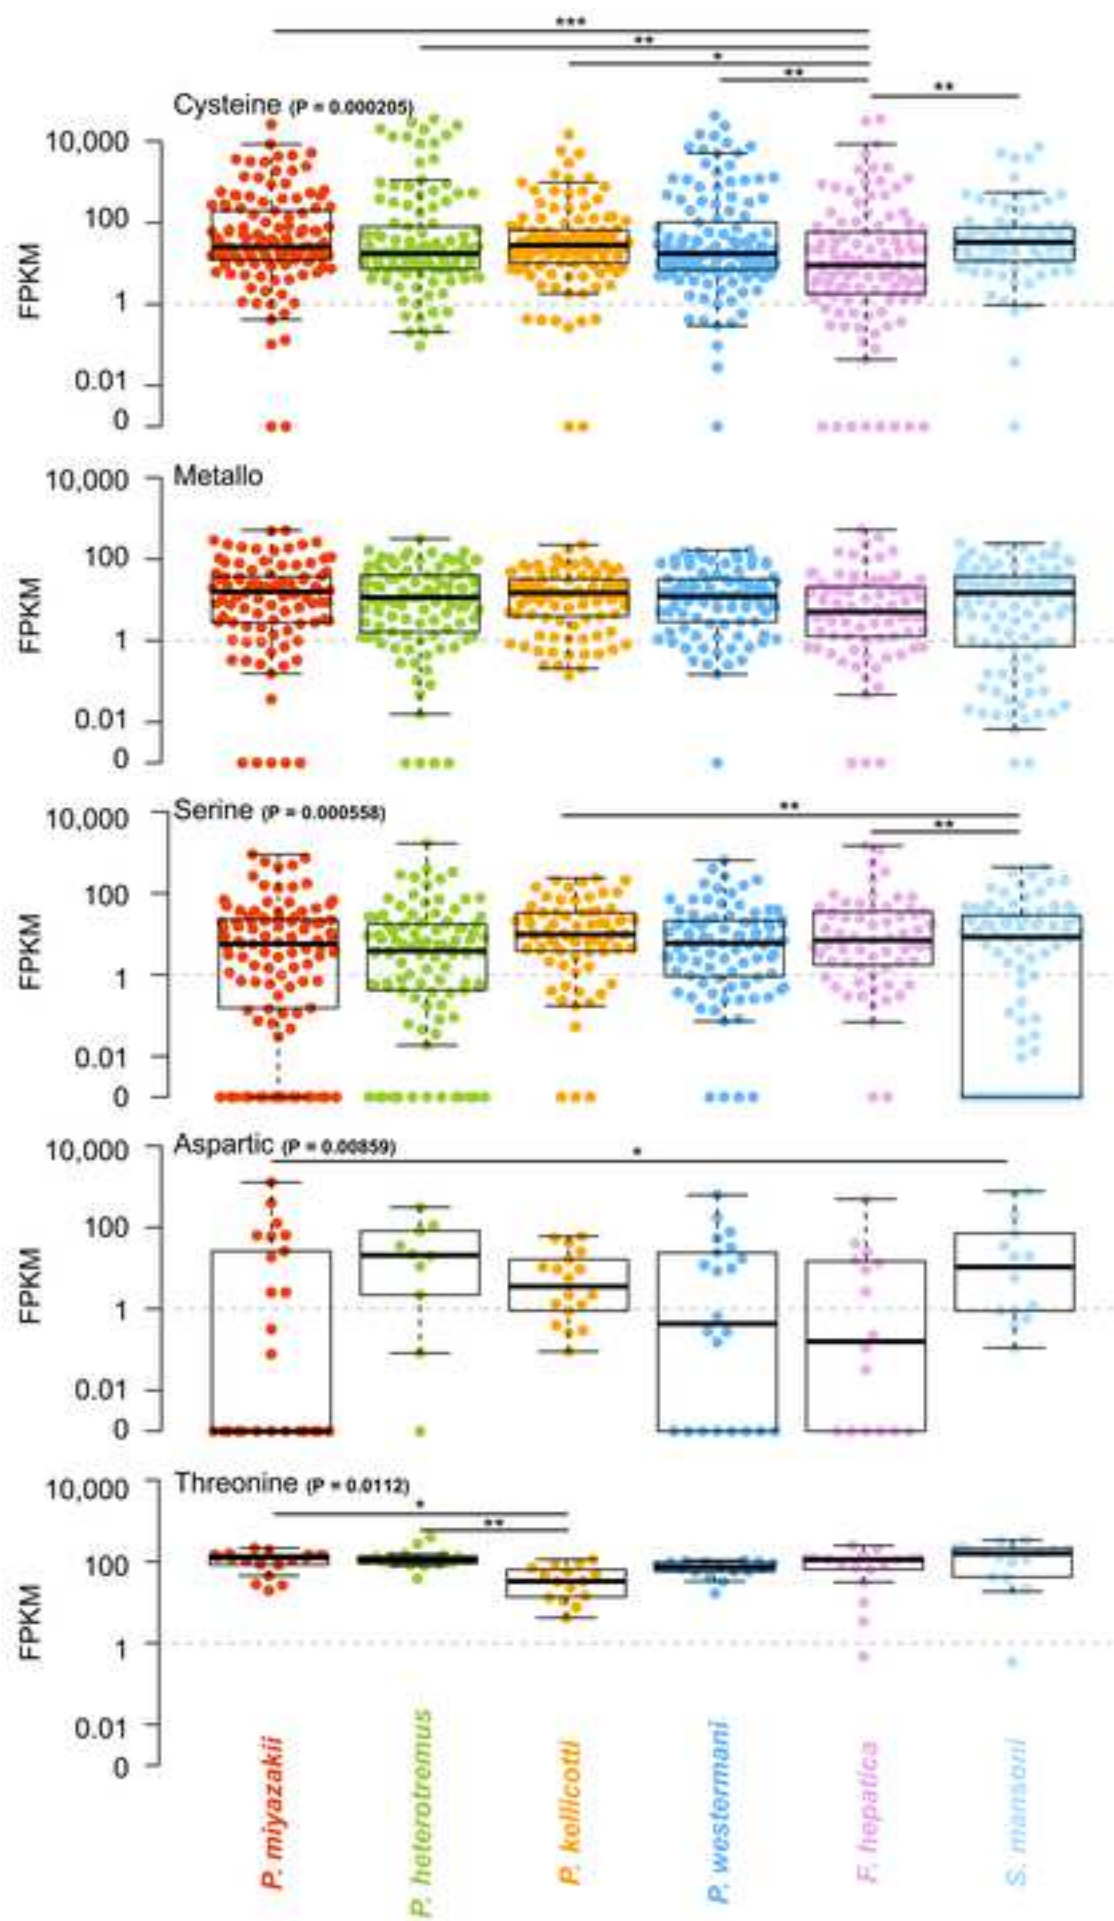 ***
**
*
**
**
Cysteine (P = 0.000205)
10,000
100
1
0.01
0
FPKM
Metallo
10,000
100
1
0.01
0
FPKM
Serine (P = 0.000558)
**
**
10,000
100
1
0.01
0
FPKM
Aspartic (P = 0.00859)
*
10,000
100
1
0.01
0
FPKM
Threonine (P = 0.0112)
*
**
10,000
100
1
0.01
0
FPKM
P. miyazakii
P. heterotremus
P. kellicotti
P. westermani
F. hepatica
S. mansoni